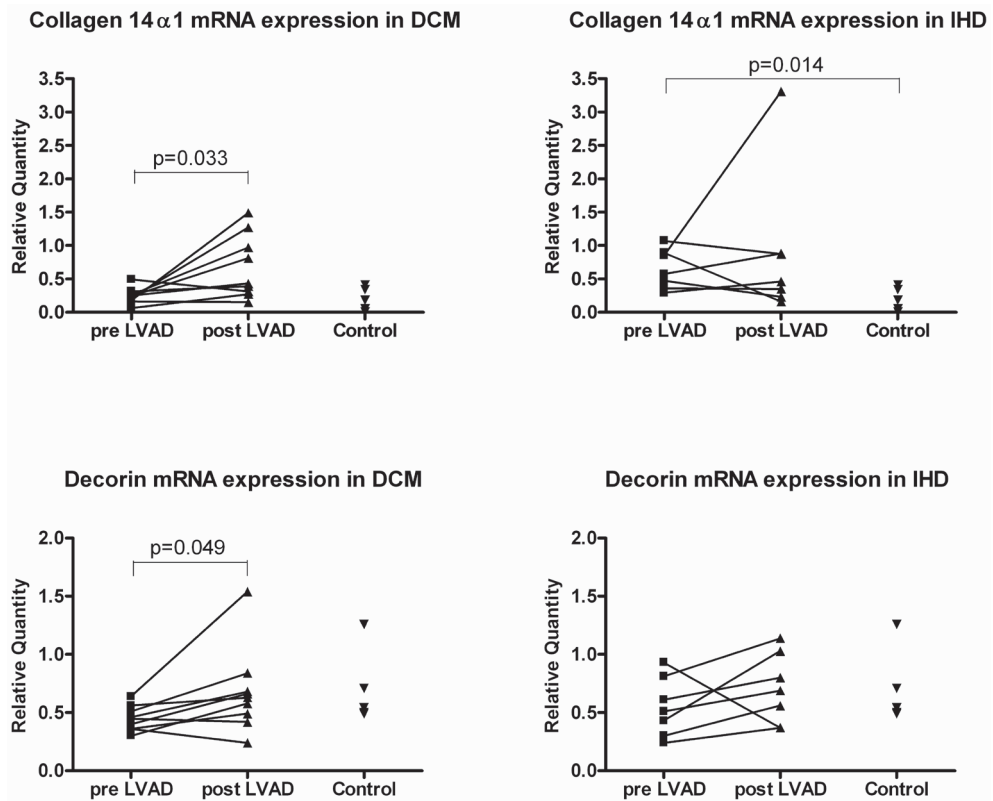 Collagen 14α1 mRNA expression in DCM
3.5
3.0
2.5
2.0
1.5
1.0
0.5
0.0
Relative Quantity
p=0.033
pre LVAD
post LVAD
Control
Collagen 14α1 mRNA expression in IHD
3.5
3.0
2.5
2.0
1.5
1.0
0.5
0.0
Relative Quantity
p=0.014
pre LVAD
post LVAD
Control
Decorin mRNA expression in DCM
2.0
1.5
1.0
0.5
0.0
Relative Quantity
p=0.049
pre LVAD
post LVAD
Control
Decorin mRNA expression in IHD
2.0
1.5
1.0
0.5
0.0
Relative Quantity
pre LVAD
post LVAD
Control